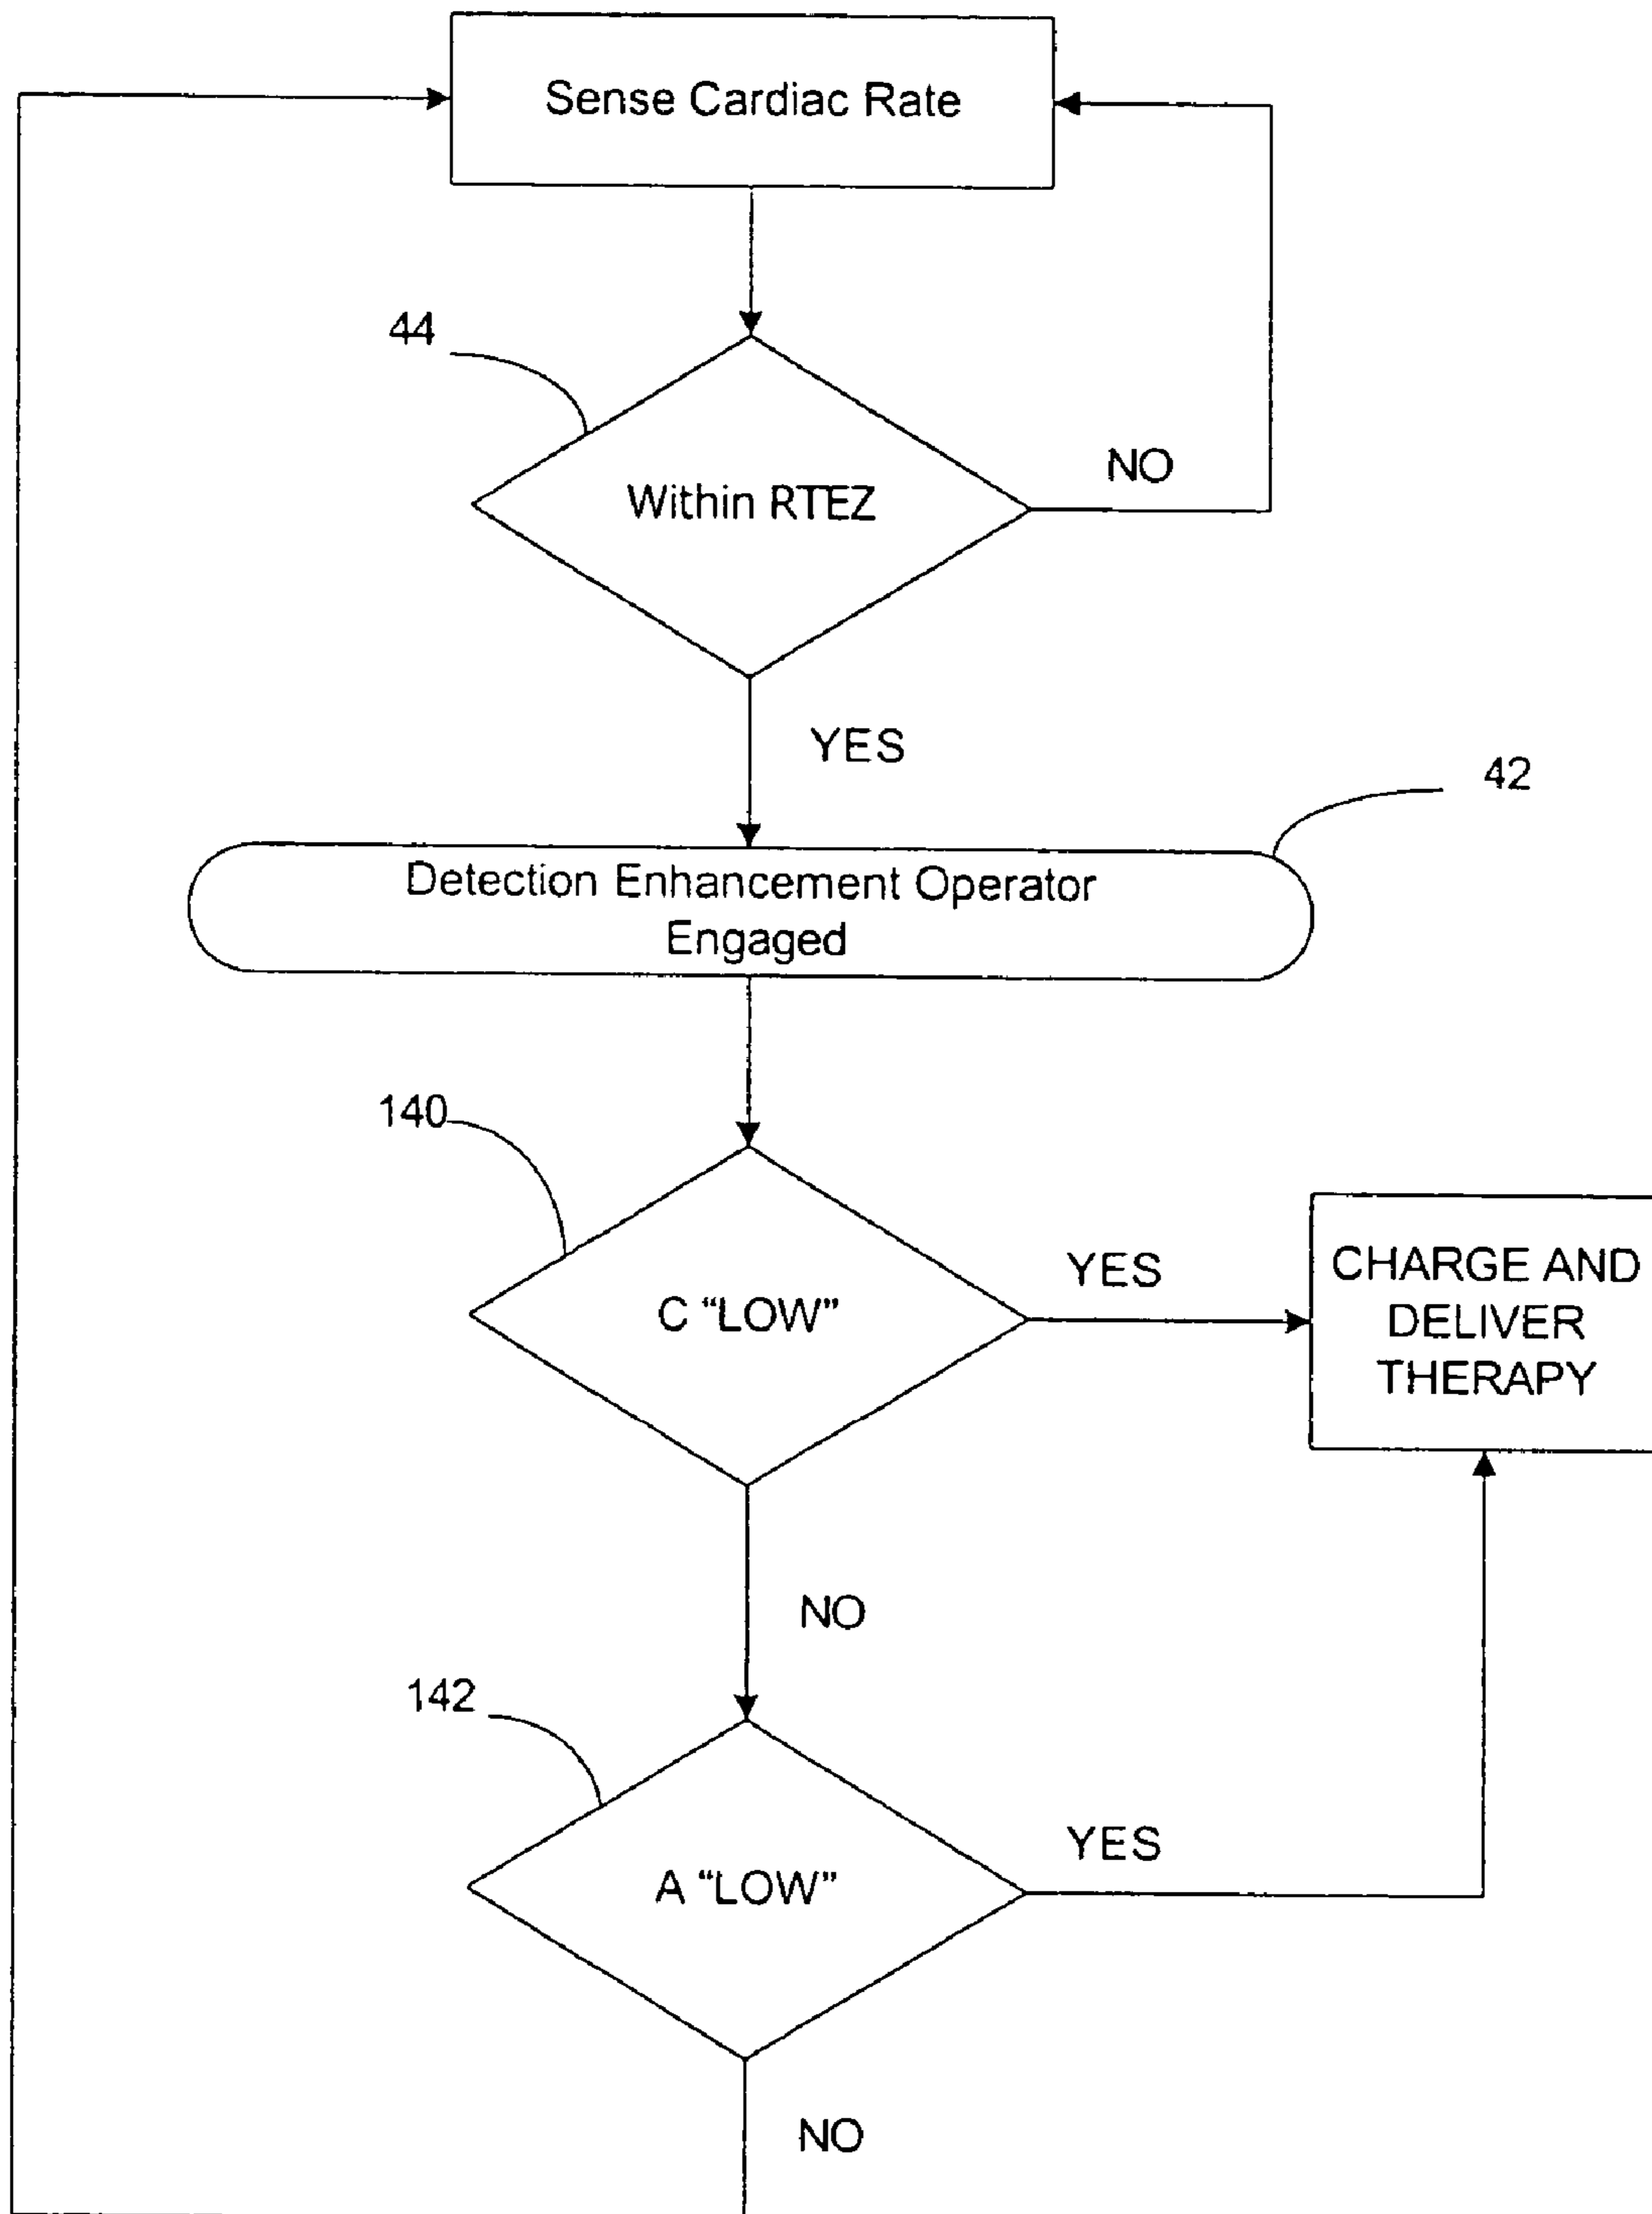 Sense Cardiac Rate
44
Within RTEZ
NO
YES
42
Detection Enhancement Operator
Engaged
140
C “LOW”
YES
CHARGE AND
DELIVER
THERAPY
NO
142
A “LOW”
YES
NO